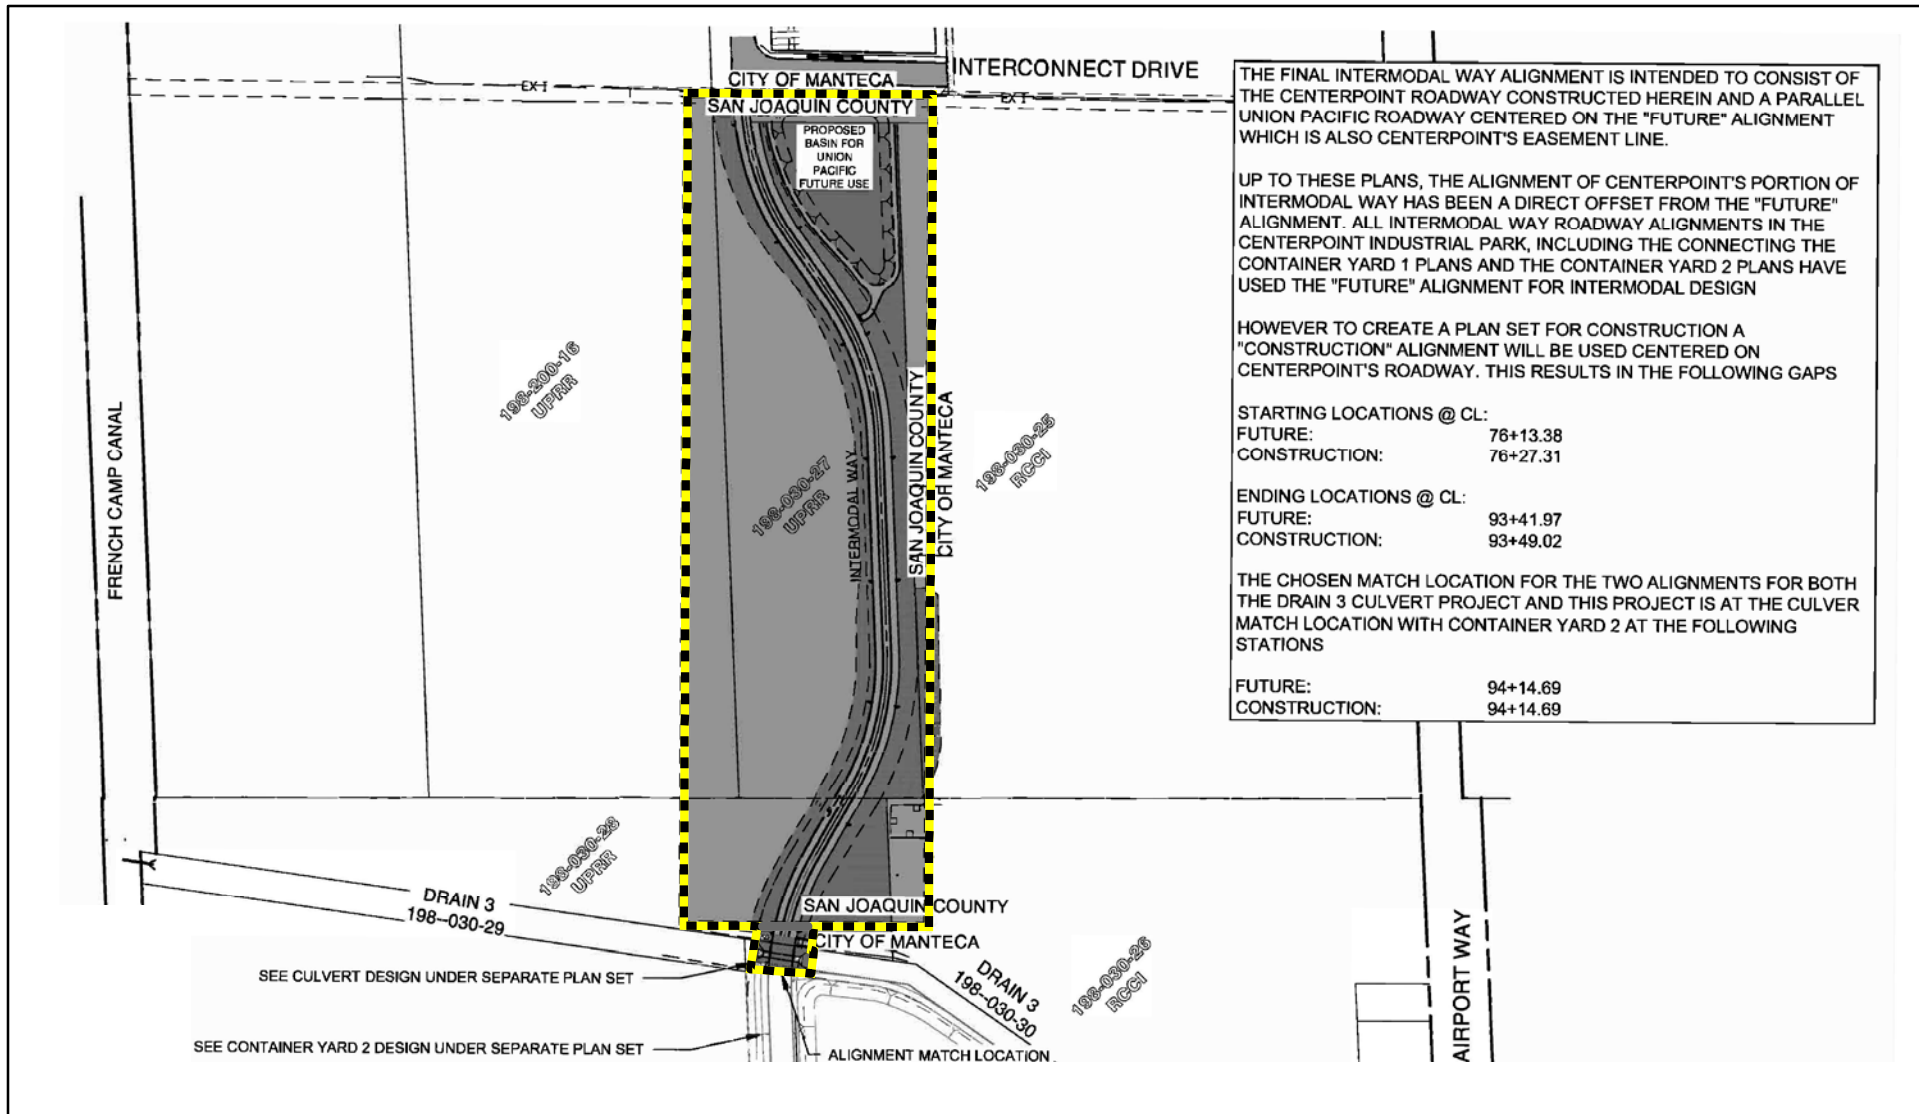 INTERCONNECT DRIVE
CITY OF MANTECA
EX I
EX I
SAN JOAQUIN COUNTY
PROPOSED
BASIN FOR
UNION
PACIFIC
FUTURE USE
FRENCH CAMP CANAL
198-200-16
UPRR
198-030-27
UPRR
INTERMODAL WAY
SAN JOAQUIN COUNTY
CITY OF MANTECA
198-030-25
RCCI
198-030-28
UPRR
DRAIN 3
198--030-29
SAN JOAQUIN COUNTY
CITY OF MANTECA
SEE CULVERT DESIGN UNDER SEPARATE PLAN SET
DRAIN 3
198--030-30
198-030-26
RCCI
SEE CONTAINER YARD 2 DESIGN UNDER SEPARATE PLAN SET
ALIGNMENT MATCH LOCATION
AIRPORT WAY
THE FINAL INTERMODAL WAY ALIGNMENT IS INTENDED TO CONSIST OF
THE CENTERPOINT ROADWAY CONSTRUCTED HEREIN AND A PARALLEL
UNION PACIFIC ROADWAY CENTERED ON THE "FUTURE" ALIGNMENT
WHICH IS ALSO CENTERPOINT'S EASEMENT LINE.
UP TO THESE PLANS, THE ALIGNMENT OF CENTERPOINT'S PORTION OF
INTERMODAL WAY HAS BEEN A DIRECT OFFSET FROM THE "FUTURE"
ALIGNMENT. ALL INTERMODAL WAY ROADWAY ALIGNMENTS IN THE
CENTERPOINT INDUSTRIAL PARK, INCLUDING THE CONNECTING THE
CONTAINER YARD 1 PLANS AND THE CONTAINER YARD 2 PLANS HAVE
USED THE "FUTURE" ALIGNMENT FOR INTERMODAL DESIGN
HOWEVER TO CREATE A PLAN SET FOR CONSTRUCTION A
"CONSTRUCTION" ALIGNMENT WILL BE USED CENTERED ON
CENTERPOINT'S ROADWAY. THIS RESULTS IN THE FOLLOWING GAPS
STARTING LOCATIONS @ CL:
FUTURE: 76+13.38
CONSTRUCTION: 76+27.31
ENDING LOCATIONS @ CL:
FUTURE: 93+41.97
CONSTRUCTION: 93+49.02
THE CHOSEN MATCH LOCATION FOR THE TWO ALIGNMENTS FOR BOTH
THE DRAIN 3 CULVERT PROJECT AND THIS PROJECT IS AT THE CULVER
MATCH LOCATION WITH CONTAINER YARD 2 AT THE FOLLOWING
STATIONS
FUTURE: 94+14.69
CONSTRUCTION: 94+14.69